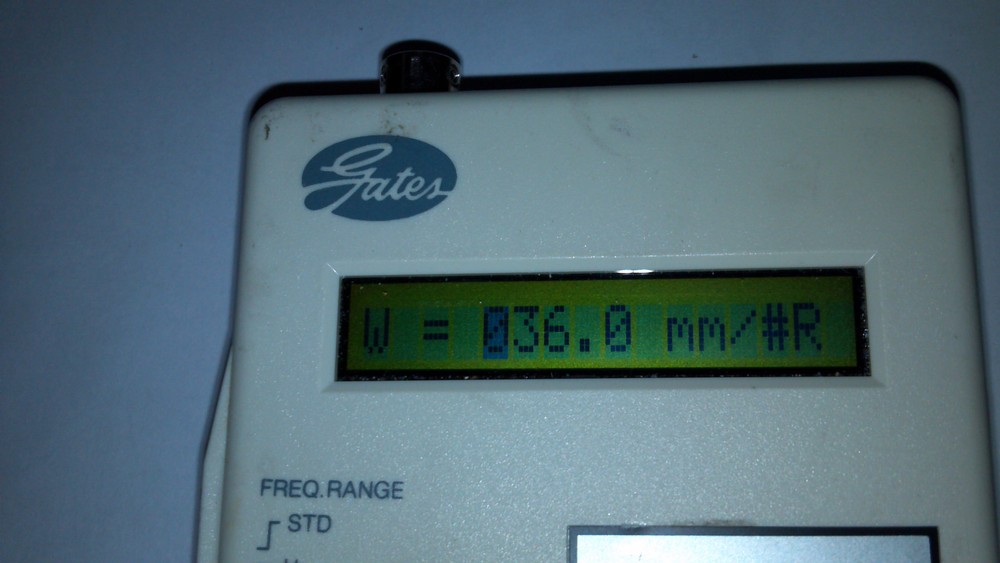 Gates
W = 036.0 mm/#R
FREQ.RANGE
STD